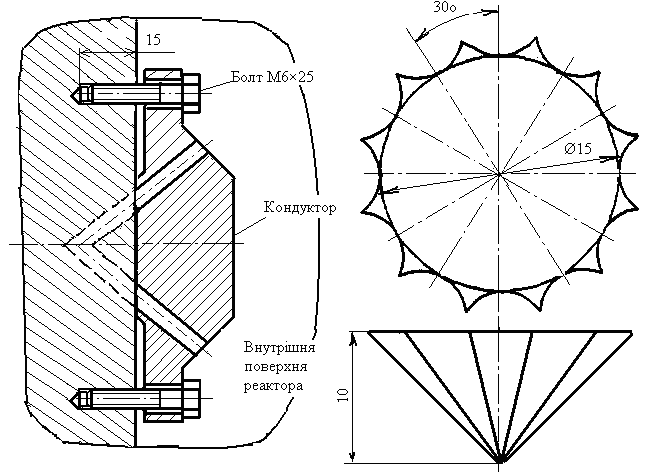 15
Болт М6×25
Кондуктор
Внутрішня
поверхня
реактора
30о
Ø15
10